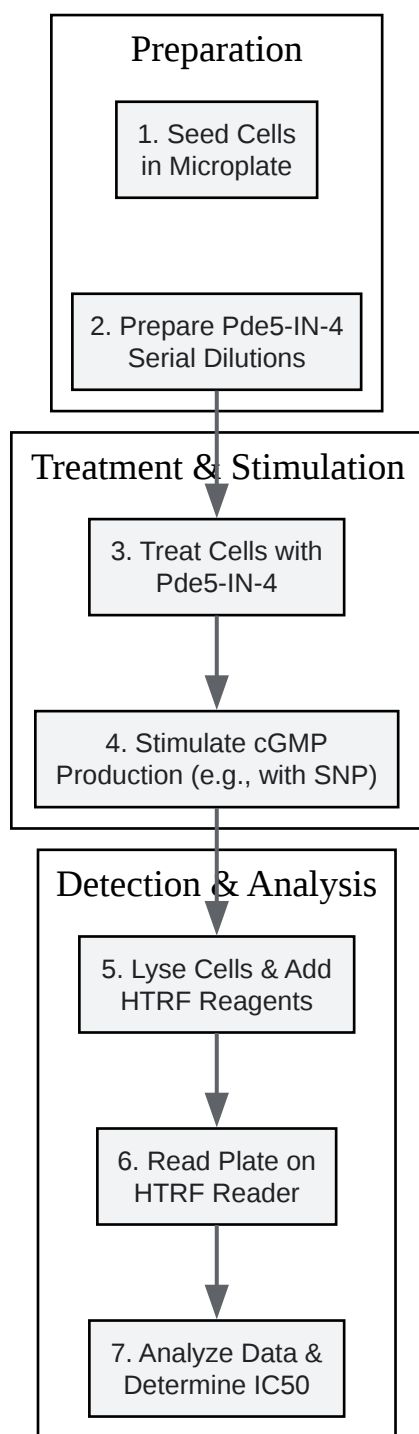 Preparation
1. Seed Cells
in Microplate
2. Prepare Pde5-IN-4
Serial Dilutions
Treatment & Stimulation
3. Treat Cells with
Pde5-IN-4
4. Stimulate cGMP
Production (e.g., with SNP)
Detection & Analysis
5. Lyse Cells & Add
HTRF Reagents
6. Read Plate on
HTRF Reader
7. Analyze Data &
Determine IC50